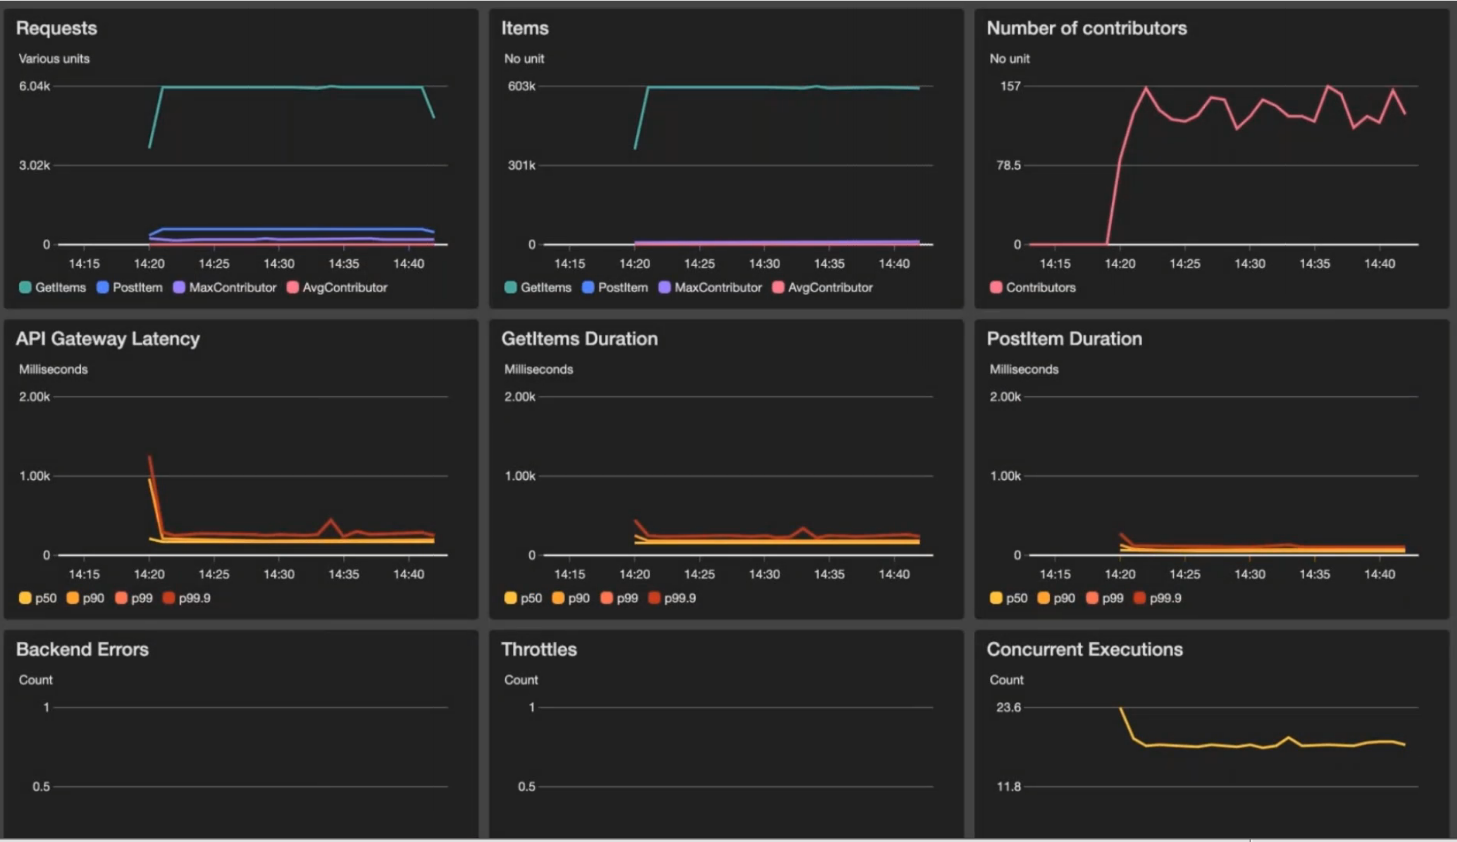 Requests
Various units
6.04k
3.02k
0
14:15 14:20 14:25 14:30 14:35 14:40
GetItems PostItem MaxContributor AvgContributor
Items
No unit
603k
301k
0
14:15 14:20 14:25 14:30 14:35 14:40
GetItems PostItem MaxContributor AvgContributor
Number of contributors
No unit
157
78.5
0
14:15 14:20 14:25 14:30 14:35 14:40
Contributors
API Gateway Latency
Milliseconds
2.00k
1.00k
0
14:15 14:20 14:25 14:30 14:35 14:40
p50 p90 p99 p99.9
GetItems Duration
Milliseconds
2.00k
1.00k
0
14:15 14:20 14:25 14:30 14:35 14:40
p50 p90 p99 p99.9
PostItem Duration
Milliseconds
2.00k
1.00k
0
14:15 14:20 14:25 14:30 14:35 14:40
p50 p90 p99 p99.9
Backend Errors
Count
1
0.5
Throttles
Count
1
0.5
Concurrent Executions
Count
23.6
11.8